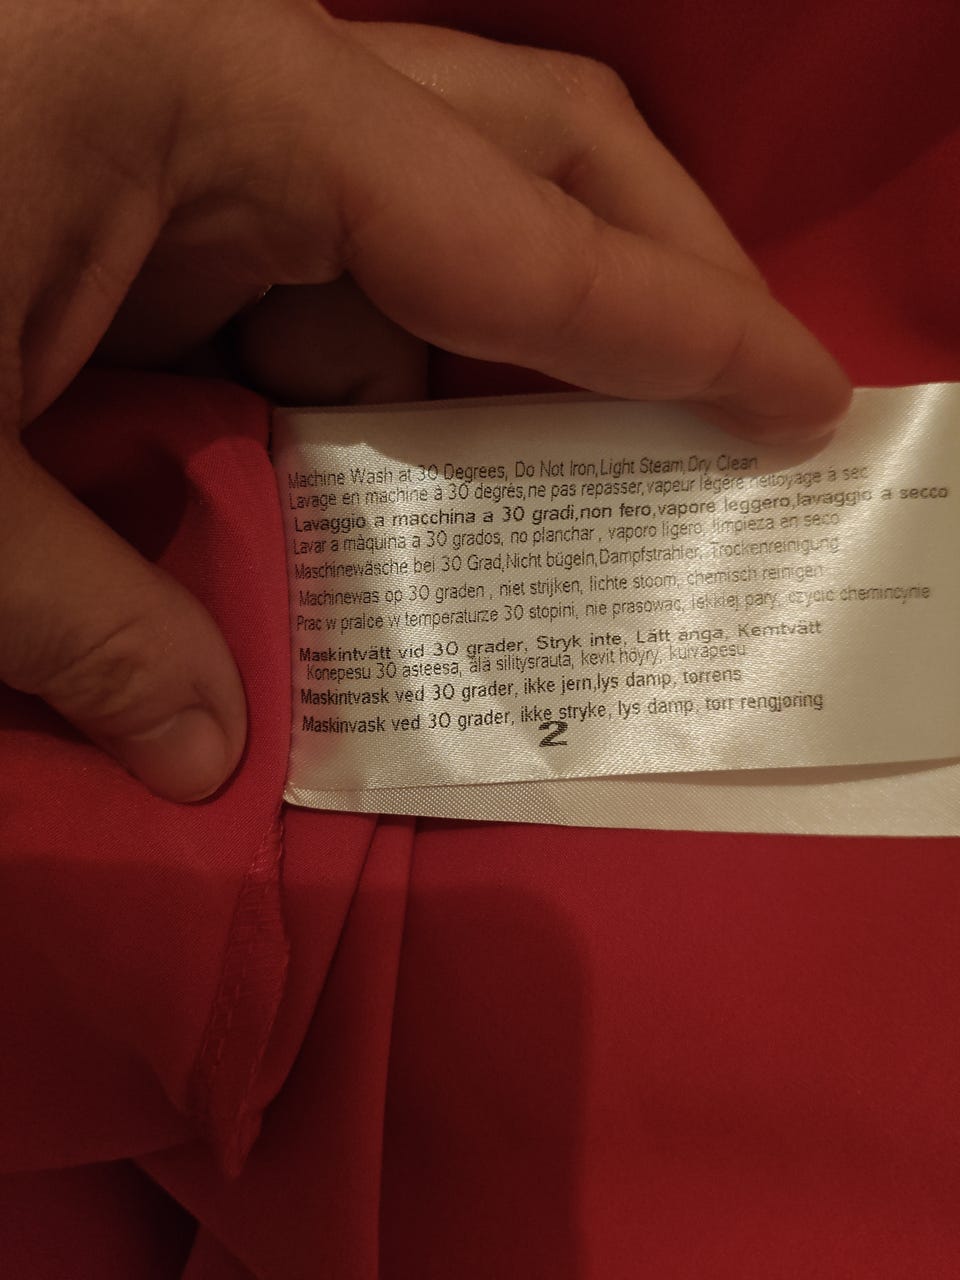 Machine Wash at 30 Degrees, Do Not Iron,Light Steam,Dry Clean
Lavage en machine à 30 degrés,ne pas repasser,vapeur légére nettoyage à sec
Lavaggio a macchina a 30 gradi,non fero,vapore leggero,lavaggio a secco
Lavar a màquina a 30 grados, no planchar , vaporo ligero, limpieza en seco
Maschinewäsche bei 30 Grad,Nicht bügeln,Dampfstrahler, Trockenreinigung
Machinewas op 30 graden , niet strijken, lichte stoom, chemisch reinigen
Prac w pralce w temperaturze 30 stopini, nie prasowac, lekkiej pary, czycic chemincynie
Maskintvätt vid 30 grader, Stryk inte, Lätt ånga, Kemtvätt
Konepesu 30 asteesa, älä silitysrauta, kevit höyry, kuivapesu
Maskintvask ved 30 grader, ikke jern,lys damp, tørrens
Maskinvask ved 30 grader, ikke stryke, lys damp, tørr rengjøring
2